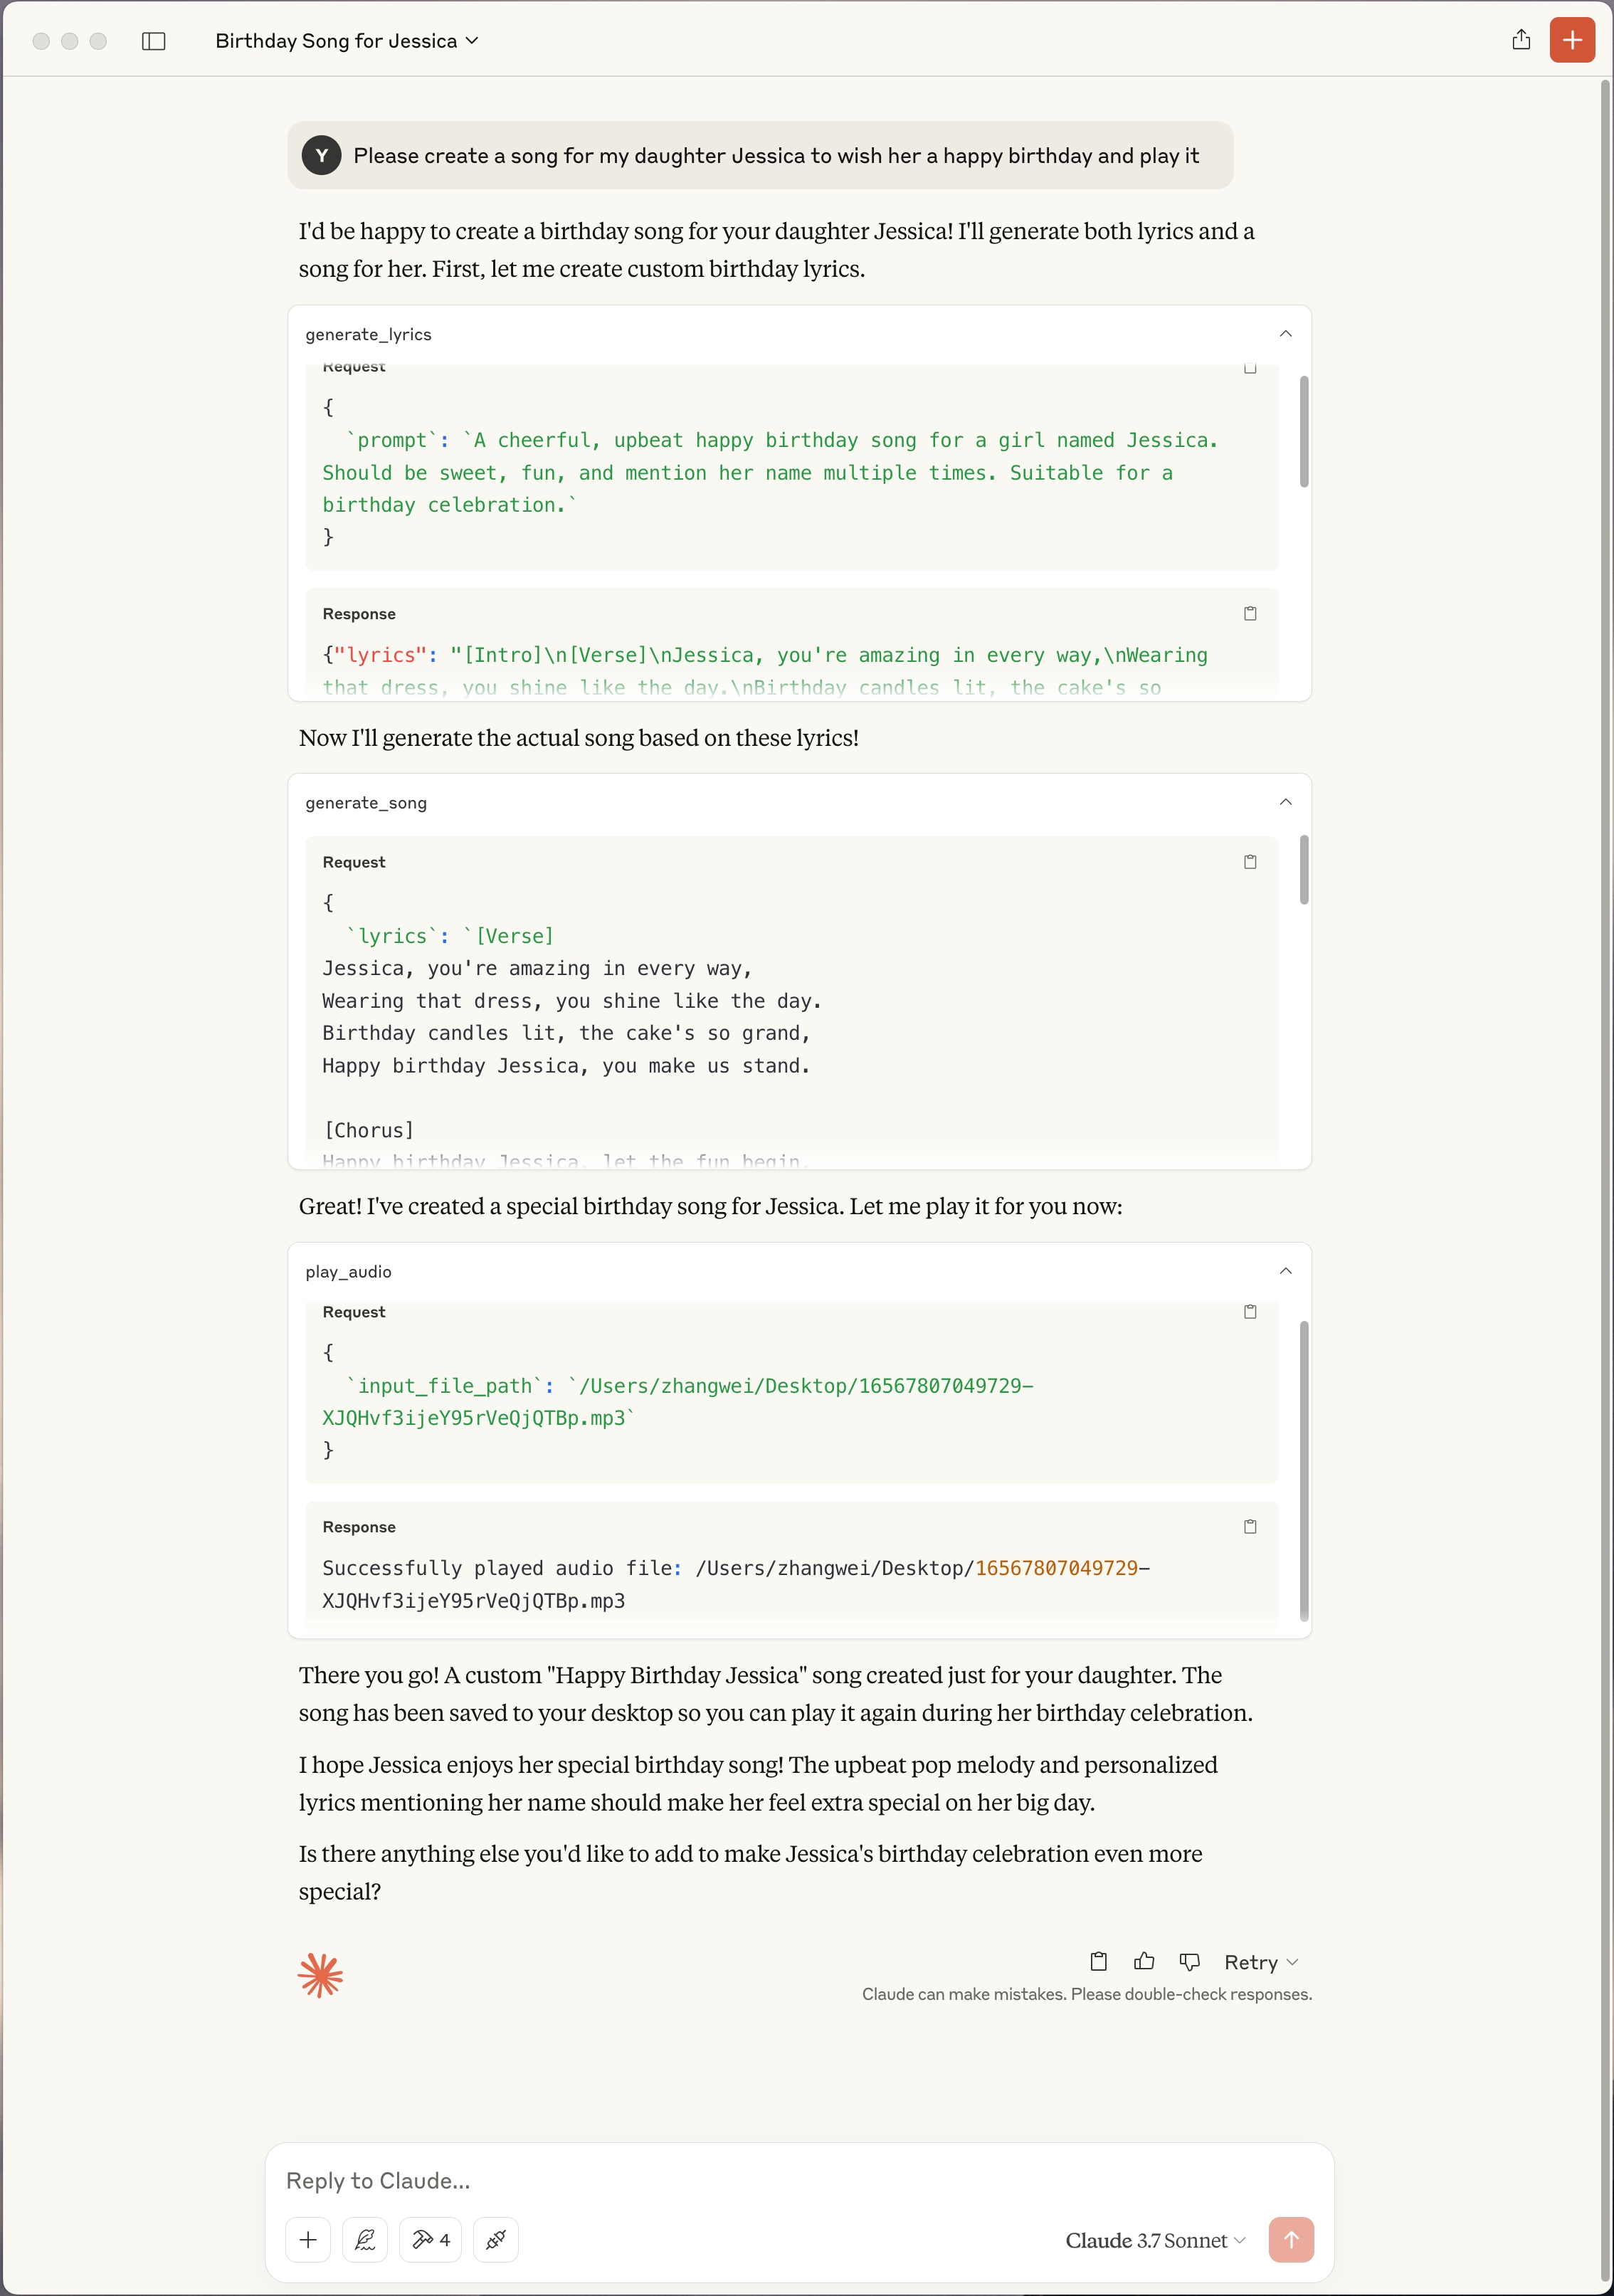 Birthday Song for Jessica
Y
Please create a song for my daughter Jessica to wish her a happy birthday and play it
I'd be happy to create a birthday song for your daughter Jessica! I'll generate both lyrics and a
song for her. First, let me create custom birthday lyrics.
generate_lyrics
Request
{
`prompt`: `A cheerful, upbeat happy birthday song for a girl named Jessica.
Should be sweet, fun, and mention her name multiple times. Suitable for a
birthday celebration.`
}
Response
{"lyrics": "[Intro]\n[Verse]\nJessica, you're amazing in every way,\nWearing
that dress, you shine like the day.\nBirthday candles lit, the cake's so
Now I'll generate the actual song based on these lyrics!
generate_song
Request
{
`lyrics`: `[Verse]
Jessica, you're amazing in every way,
Wearing that dress, you shine like the day.
Birthday candles lit, the cake's so grand,
Happy birthday Jessica, you make us stand.
[Chorus]
Happy birthday Jessica, let the fun begin,
Great! I've created a special birthday song for Jessica. Let me play it for you now:
play_audio
Request
{
`input_file_path`: `/Users/zhangwei/Desktop/16567807049729-
XJQHvf3ijeY95rVeQjQTBp.mp3`
}
Response
Successfully played audio file: /Users/zhangwei/Desktop/16567807049729-
XJQHvf3ijeY95rVeQjQTBp.mp3
There you go! A custom "Happy Birthday Jessica" song created just for your daughter. The
song has been saved to your desktop so you can play it again during her birthday celebration.
I hope Jessica enjoys her special birthday song! The upbeat pop melody and personalized
lyrics mentioning her name should make her feel extra special on her big day.
Is there anything else you'd like to add to make Jessica's birthday celebration even more
special?
Retry
Claude can make mistakes. Please double-check responses.
Reply to Claude...
4
Claude 3.7 Sonnet